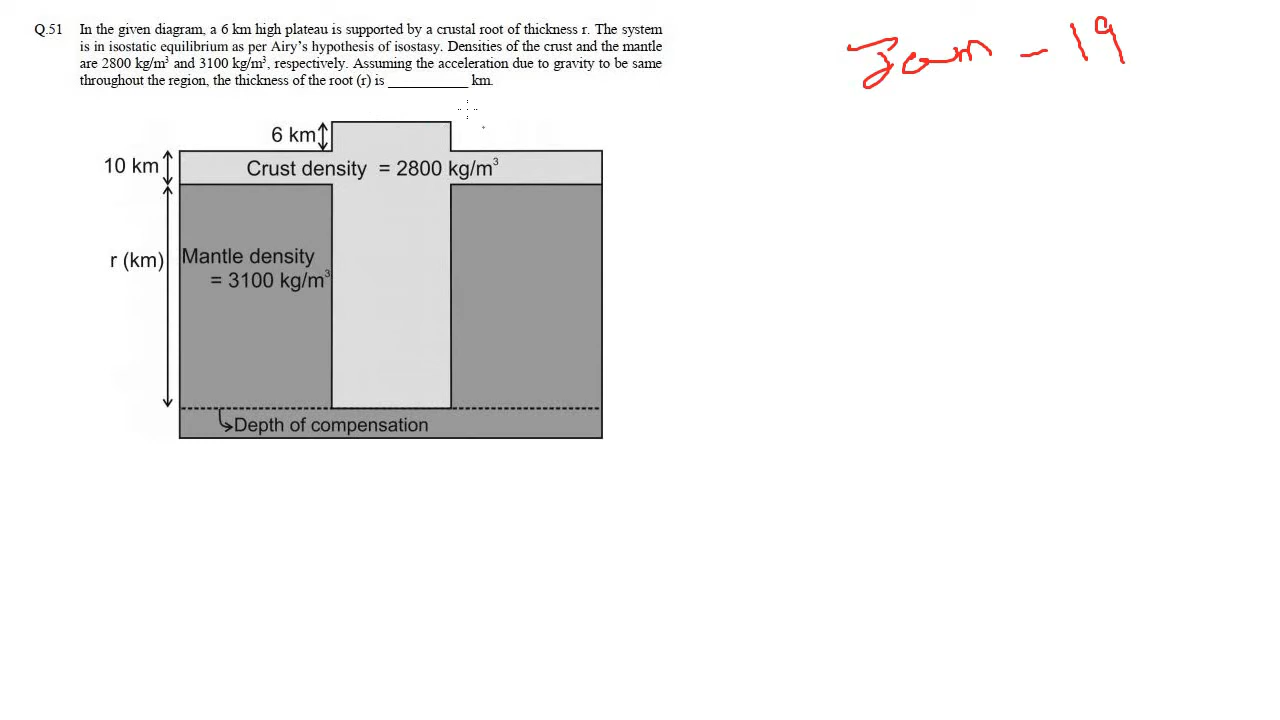 Q.51 In the given diagram, a 6 km high plateau is supported by a crustal root of thickness r. The system
is in isostatic equilibrium as per Airy's hypothesis of isostasy. Densities of the crust and the mantle
are 2800 kg/m³ and 3100 kg/m³, respectively. Assuming the acceleration due to gravity to be same
throughout the region, the thickness of the root (r) is __________ km.
Jam - 19
6 km
10 km
Crust density = 2800 kg/m³
r (km)
Mantle density
= 3100 kg/m³
Depth of compensation